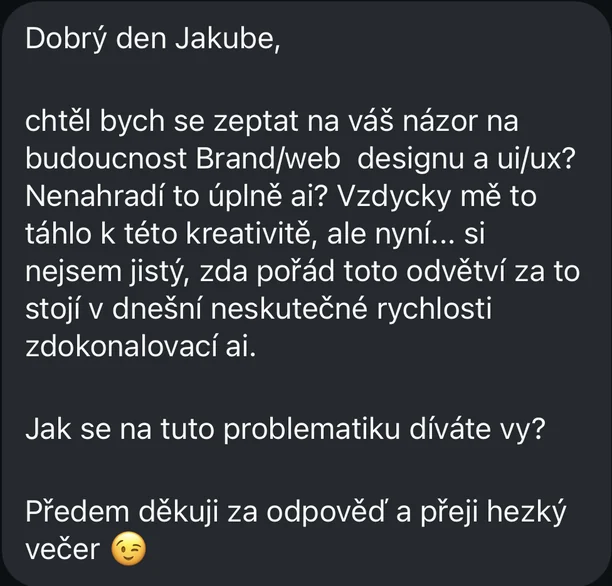 Dobrý den Jakube,
chtěl bych se zeptat na váš názor na
budoucnost Brand/web  designu a ui/ux?
Nenahradí to úplně ai? Vzdycky mě to
táhlo k této kreativitě, ale nyní... si
nejsem jistý, zda pořád toto odvětví za to
stojí v dnešní neskutečné rychlosti
zdokonalovací ai.
Jak se na tuto problematiku díváte vy?
Předem děkuji za odpověď a přeji hezký
večer 😉